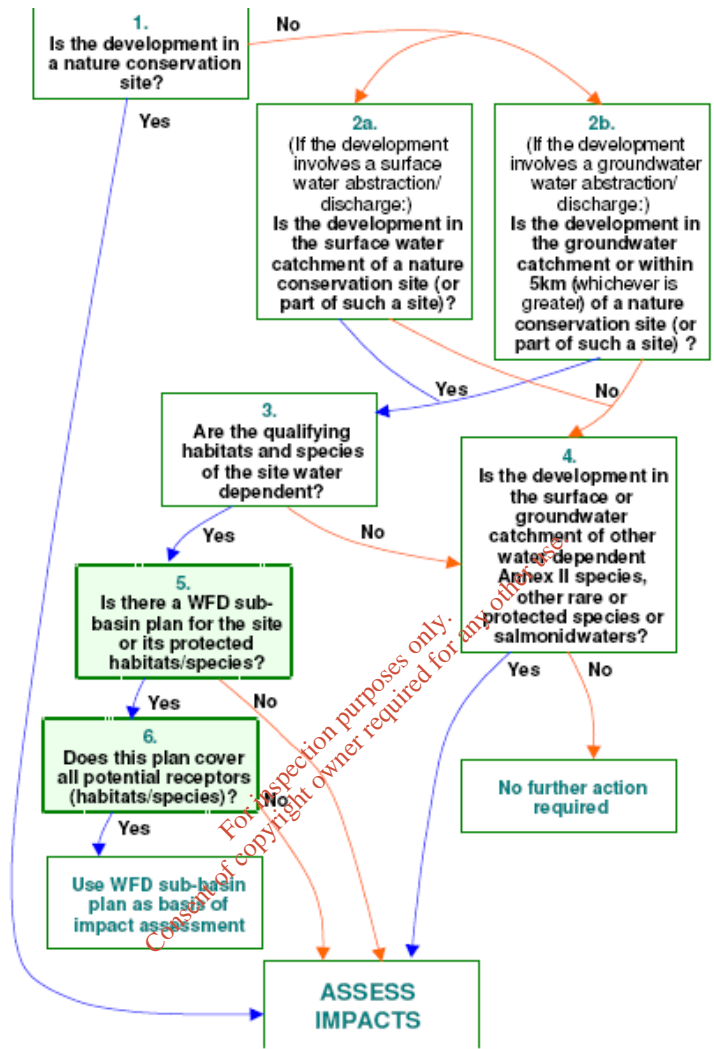 1.
Is the development in
a nature conservation
site?
No
Yes
2a.
(If the development
involves a surface
water abstraction/
discharge:)
Is the development in
the surface water
catchment of a nature
conservation site (or
part of such a site)?
2b.
(If the development
involves a groundwater
water abstraction/
discharge:)
Is the development in
the groundwater
catchment or within
5km (whichever is
greater) of a nature
conservation site (or
part of such a site) ?
Yes
No
3.
Are the qualifying
habitats and species
of the site water
dependent?
4.
Is the development in
the surface or
groundwater
catchment of other
water dependent
Annex II species,
other rare or
protected species or
salmonidwaters?
Yes
No
5.
Is there a WFD sub-
basin plan for the site
or its protected
habitats/species?
Yes
No
Yes
No
6.
Does this plan cover
all potential receptors
(habitats/species)?
No
Yes
No further action
required
Use WFD sub-basin
plan as basis of
impact assessment
ASSESS
IMPACTS
For inspection purposes only.
Consent of copyright owner required for any other use.